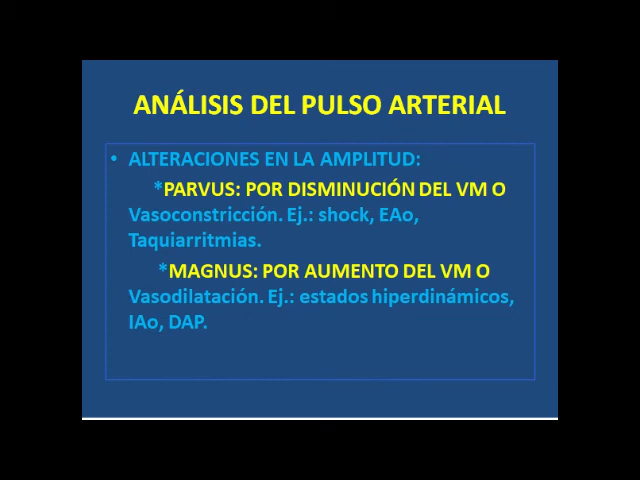 ANÁLISIS DEL PULSO ARTERIAL
• ALTERACIONES EN LA AMPLITUD:
*PARVUS: POR DISMINUCIÓN DEL VM O
Vasoconstricción. Ej.: shock, EAo,
Taquiarritmias.
*MAGNUS: POR AUMENTO DEL VM O
Vasodilatación. Ej.: estados hiperdinámicos,
IAo, DAP.